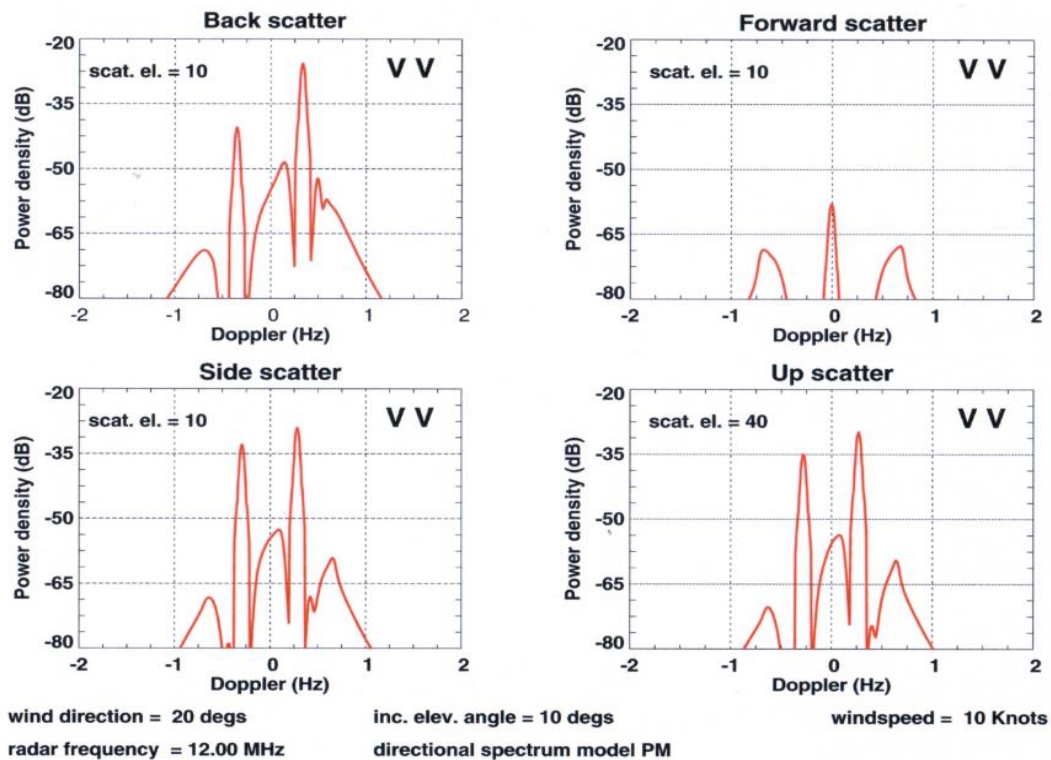 Back scatter
-20
-35
-50
-65
-80
Power density (dB)
scat. el. = 10
V V
-2
-1
0
1
2
Doppler (Hz)
Forward scatter
-20
-35
-50
-65
-80
Power density (dB)
scat. el. = 10
V V
-2
-1
0
1
2
Doppler (Hz)
Side scatter
-20
-35
-50
-65
-80
Power density (dB)
scat. el. = 10
V V
-2
-1
0
1
2
Doppler (Hz)
Up scatter
-20
-35
-50
-65
-80
Power density (dB)
scat. el. = 40
V V
-2
-1
0
1
2
Doppler (Hz)
wind direction = 20 degs inc. elev. angle = 10 degs windspeed = 10 Knots
radar frequency = 12.00 MHz directional spectrum model PM